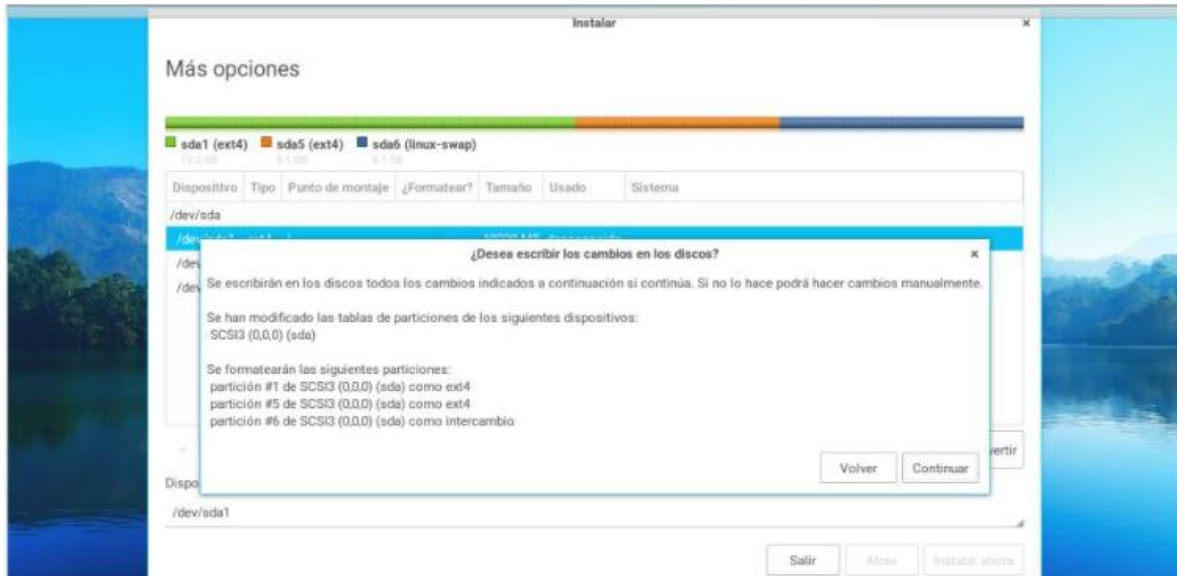 Instalar ×
Más opciones
sda1 (ext4) sda5 (ext4) sda6 (linux-swap)
Dispositivo Tipo Punto de montaje ¿Formatear? Tamaño Usado Sistema
/dev/sda
¿Desea escribir los cambios en los discos? ×
/dev
Se escribirán en los discos todos los cambios indicados a continuación si continúa. Si no lo hace podrá hacer cambios manualmente.
/dev
Se han modificado las tablas de particiones de los siguientes dispositivos:
SCSI3 (0,0,0) (sda)
Se formatearán las siguientes particiones:
partición #1 de SCSI3 (0,0,0) (sda) como ext4
partición #5 de SCSI3 (0,0,0) (sda) como ext4
partición #6 de SCSI3 (0,0,0) (sda) como intercambio
vertir
Volver Continuar
Dispo
/dev/sda1
Salir Atrás Instalar ahora